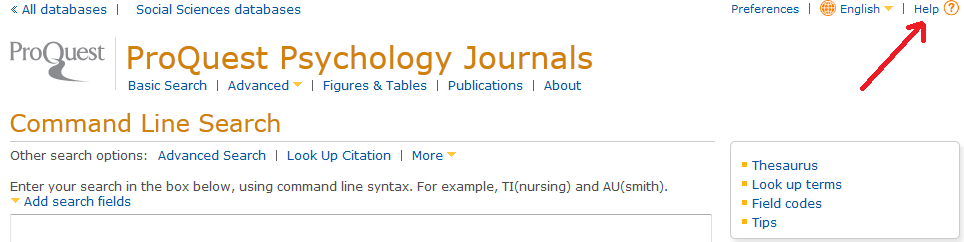 « All databases | Social Sciences databases
Preferences | English | Help ?
ProQuest
ProQuest Psychology Journals
Basic Search | Advanced | Figures & Tables | Publications | About
Command Line Search
Other search options: Advanced Search | Look Up Citation | More
Enter your search in the box below, using command line syntax. For example, TI(nursing) and AU(smith).
Add search fields
Thesaurus
Look up terms
Field codes
Tips